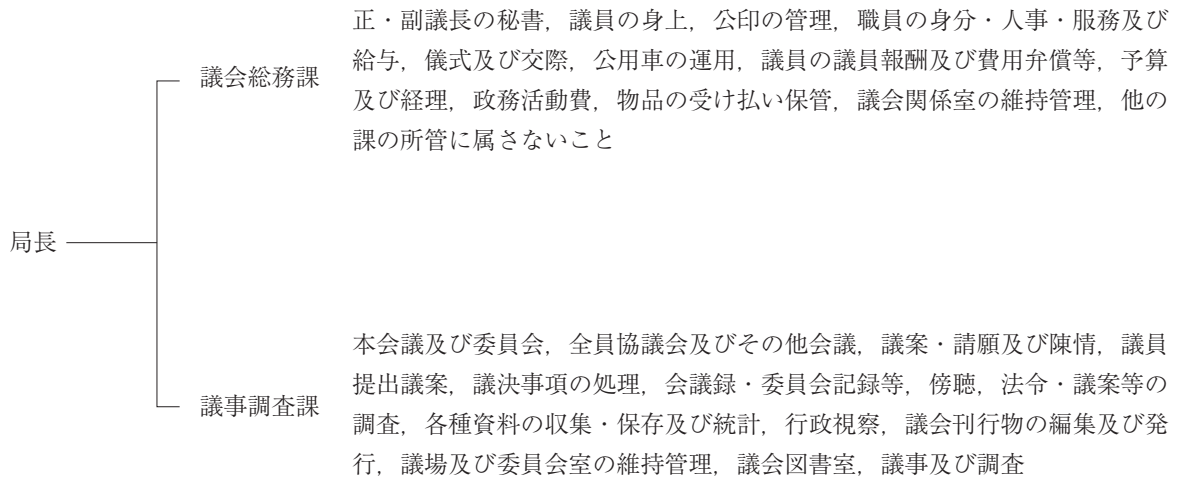 局長
議会総務課
正・副議長の秘書，議員の身上，公印の管理，職員の身分・人事・服務及び
給与，儀式及び交際，公用車の運用，議員の議員報酬及び費用弁償等，予算
及び経理，政務活動費，物品の受け払い保管，議会関係室の維持管理，他の
課の所管に属さないこと
議事調査課
本会議及び委員会，全員協議会及びその他会議，議案・請願及び陳情，議員
提出議案，議決事項の処理，会議録・委員会記録等，傍聴，法令・議案等の
調査，各種資料の収集・保存及び統計，行政視察，議会刊行物の編集及び発
行，議場及び委員会室の維持管理，議会図書室，議事及び調査